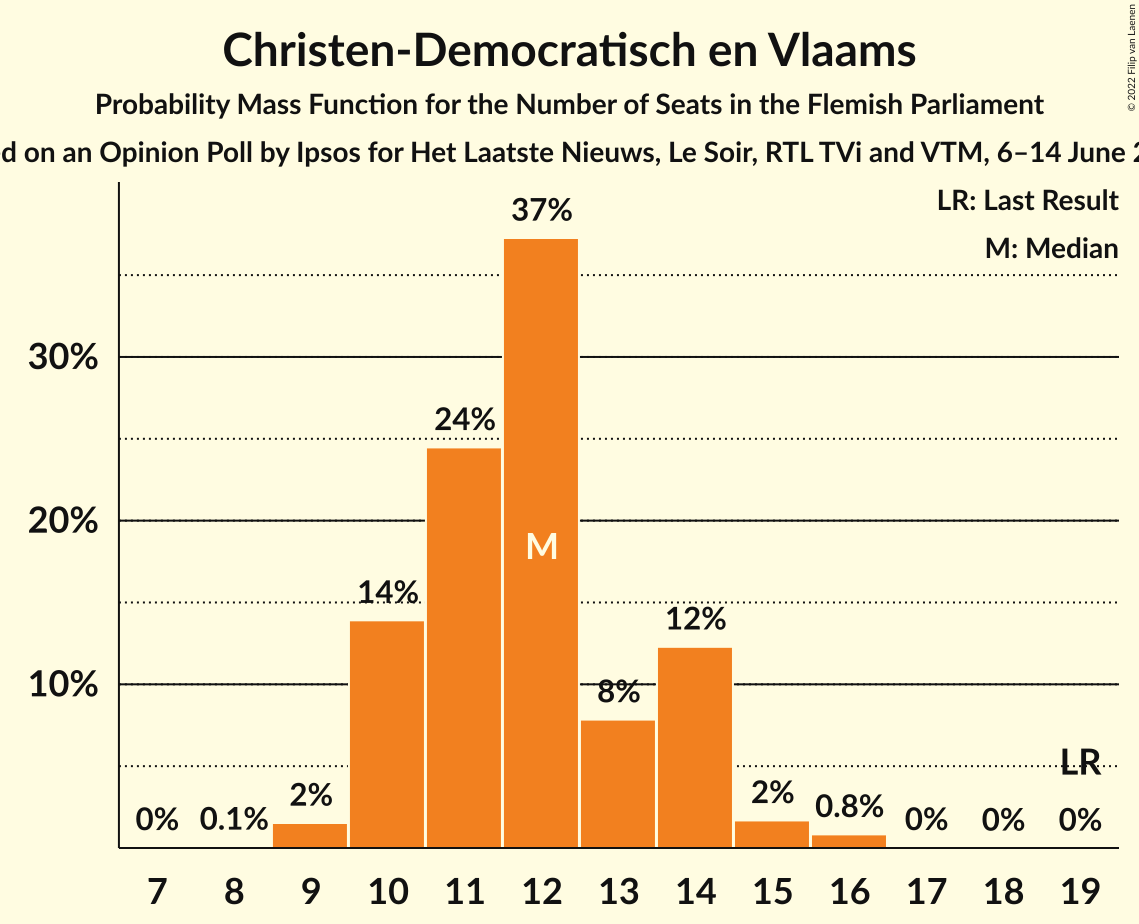 © 2022 Filip van Laenen
Christen-Democratisch en Vlaams
Probability Mass Function for the Number of Seats in the Flemish Parliament
d on an Opinion Poll by Ipsos for Het Laatste Nieuws, Le Soir, RTL TVi and VTM, 6–14 June 2
LR: Last Result
M: Median
37%
30%
24%
20%
M
14%
12%
10%
8%
LR
0% 0.1% 2% 2% 0.8% 0% 0% 0%
7 8 9 10 11 12 13 14 15 16 17 18 19